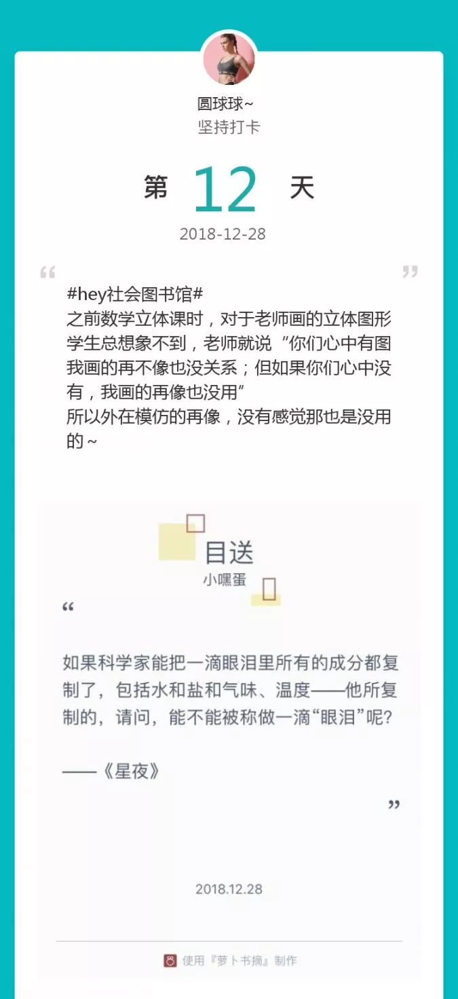 圆球球~
坚持打卡
第 12 天
2018-12-28
“ ”
#hey社会图书馆#
之前数学立体课时，对于老师画的立体图形
学生总想象不到，老师就说“你们心中有图
我画的再不像也没关系；但如果你们心中没
有，我画的再像也没用”
所以外在模仿的再像，没有感觉那也是没用
的～
目送
小嘿蛋
“
如果科学家能把一滴眼泪里所有的成分都复
制了，包括水和盐和气味、温度——他所复
制的，请问，能不能被称做一滴“眼泪”呢？
——《星夜》
”
2018.12.28
使用『萝卜书摘』制作